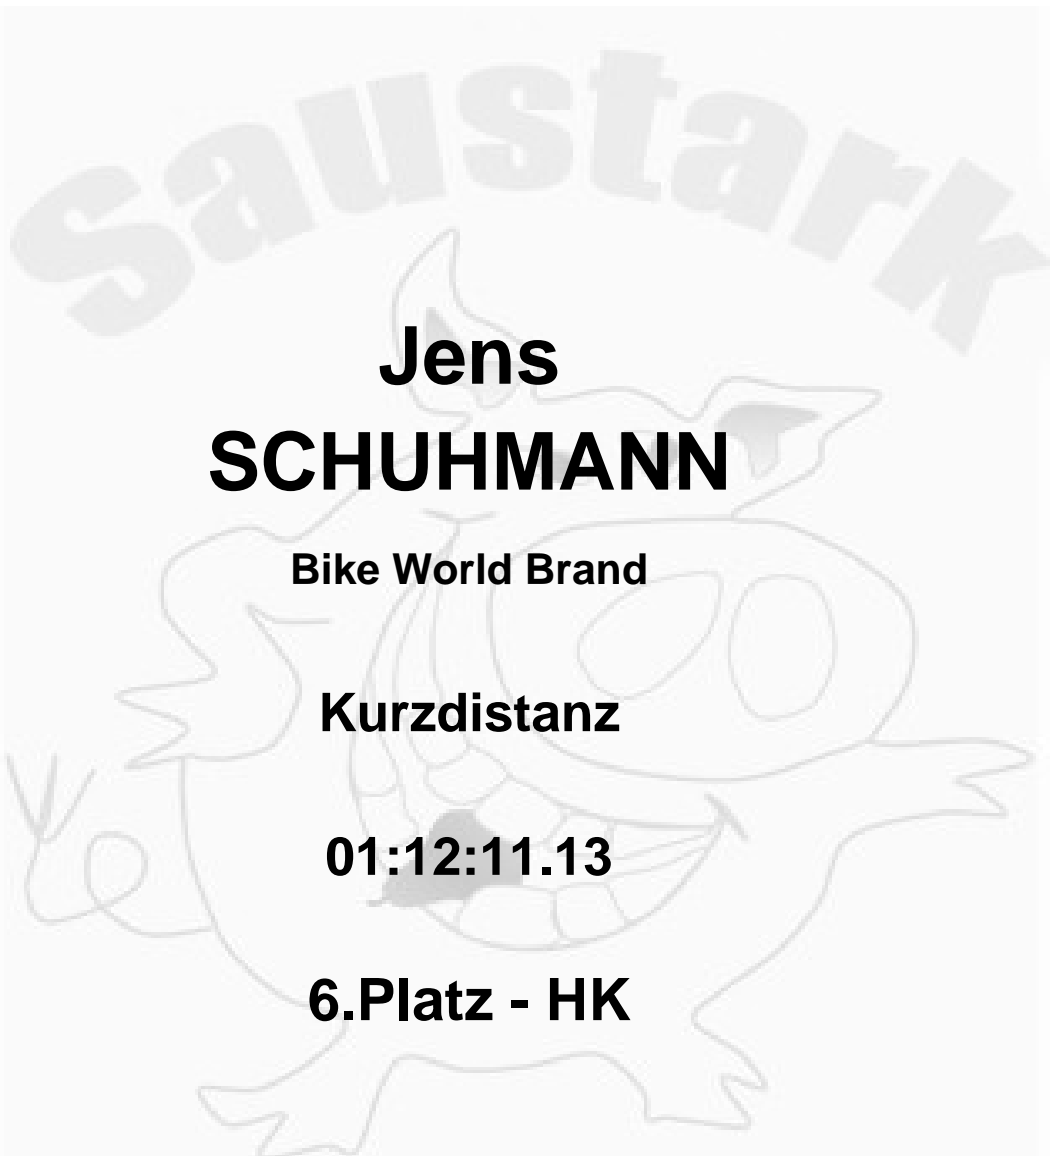 Saustark
Jens
SCHUHMANN
Bike World Brand
Kurzdistanz
01:12:11.13
6.Platz - HK